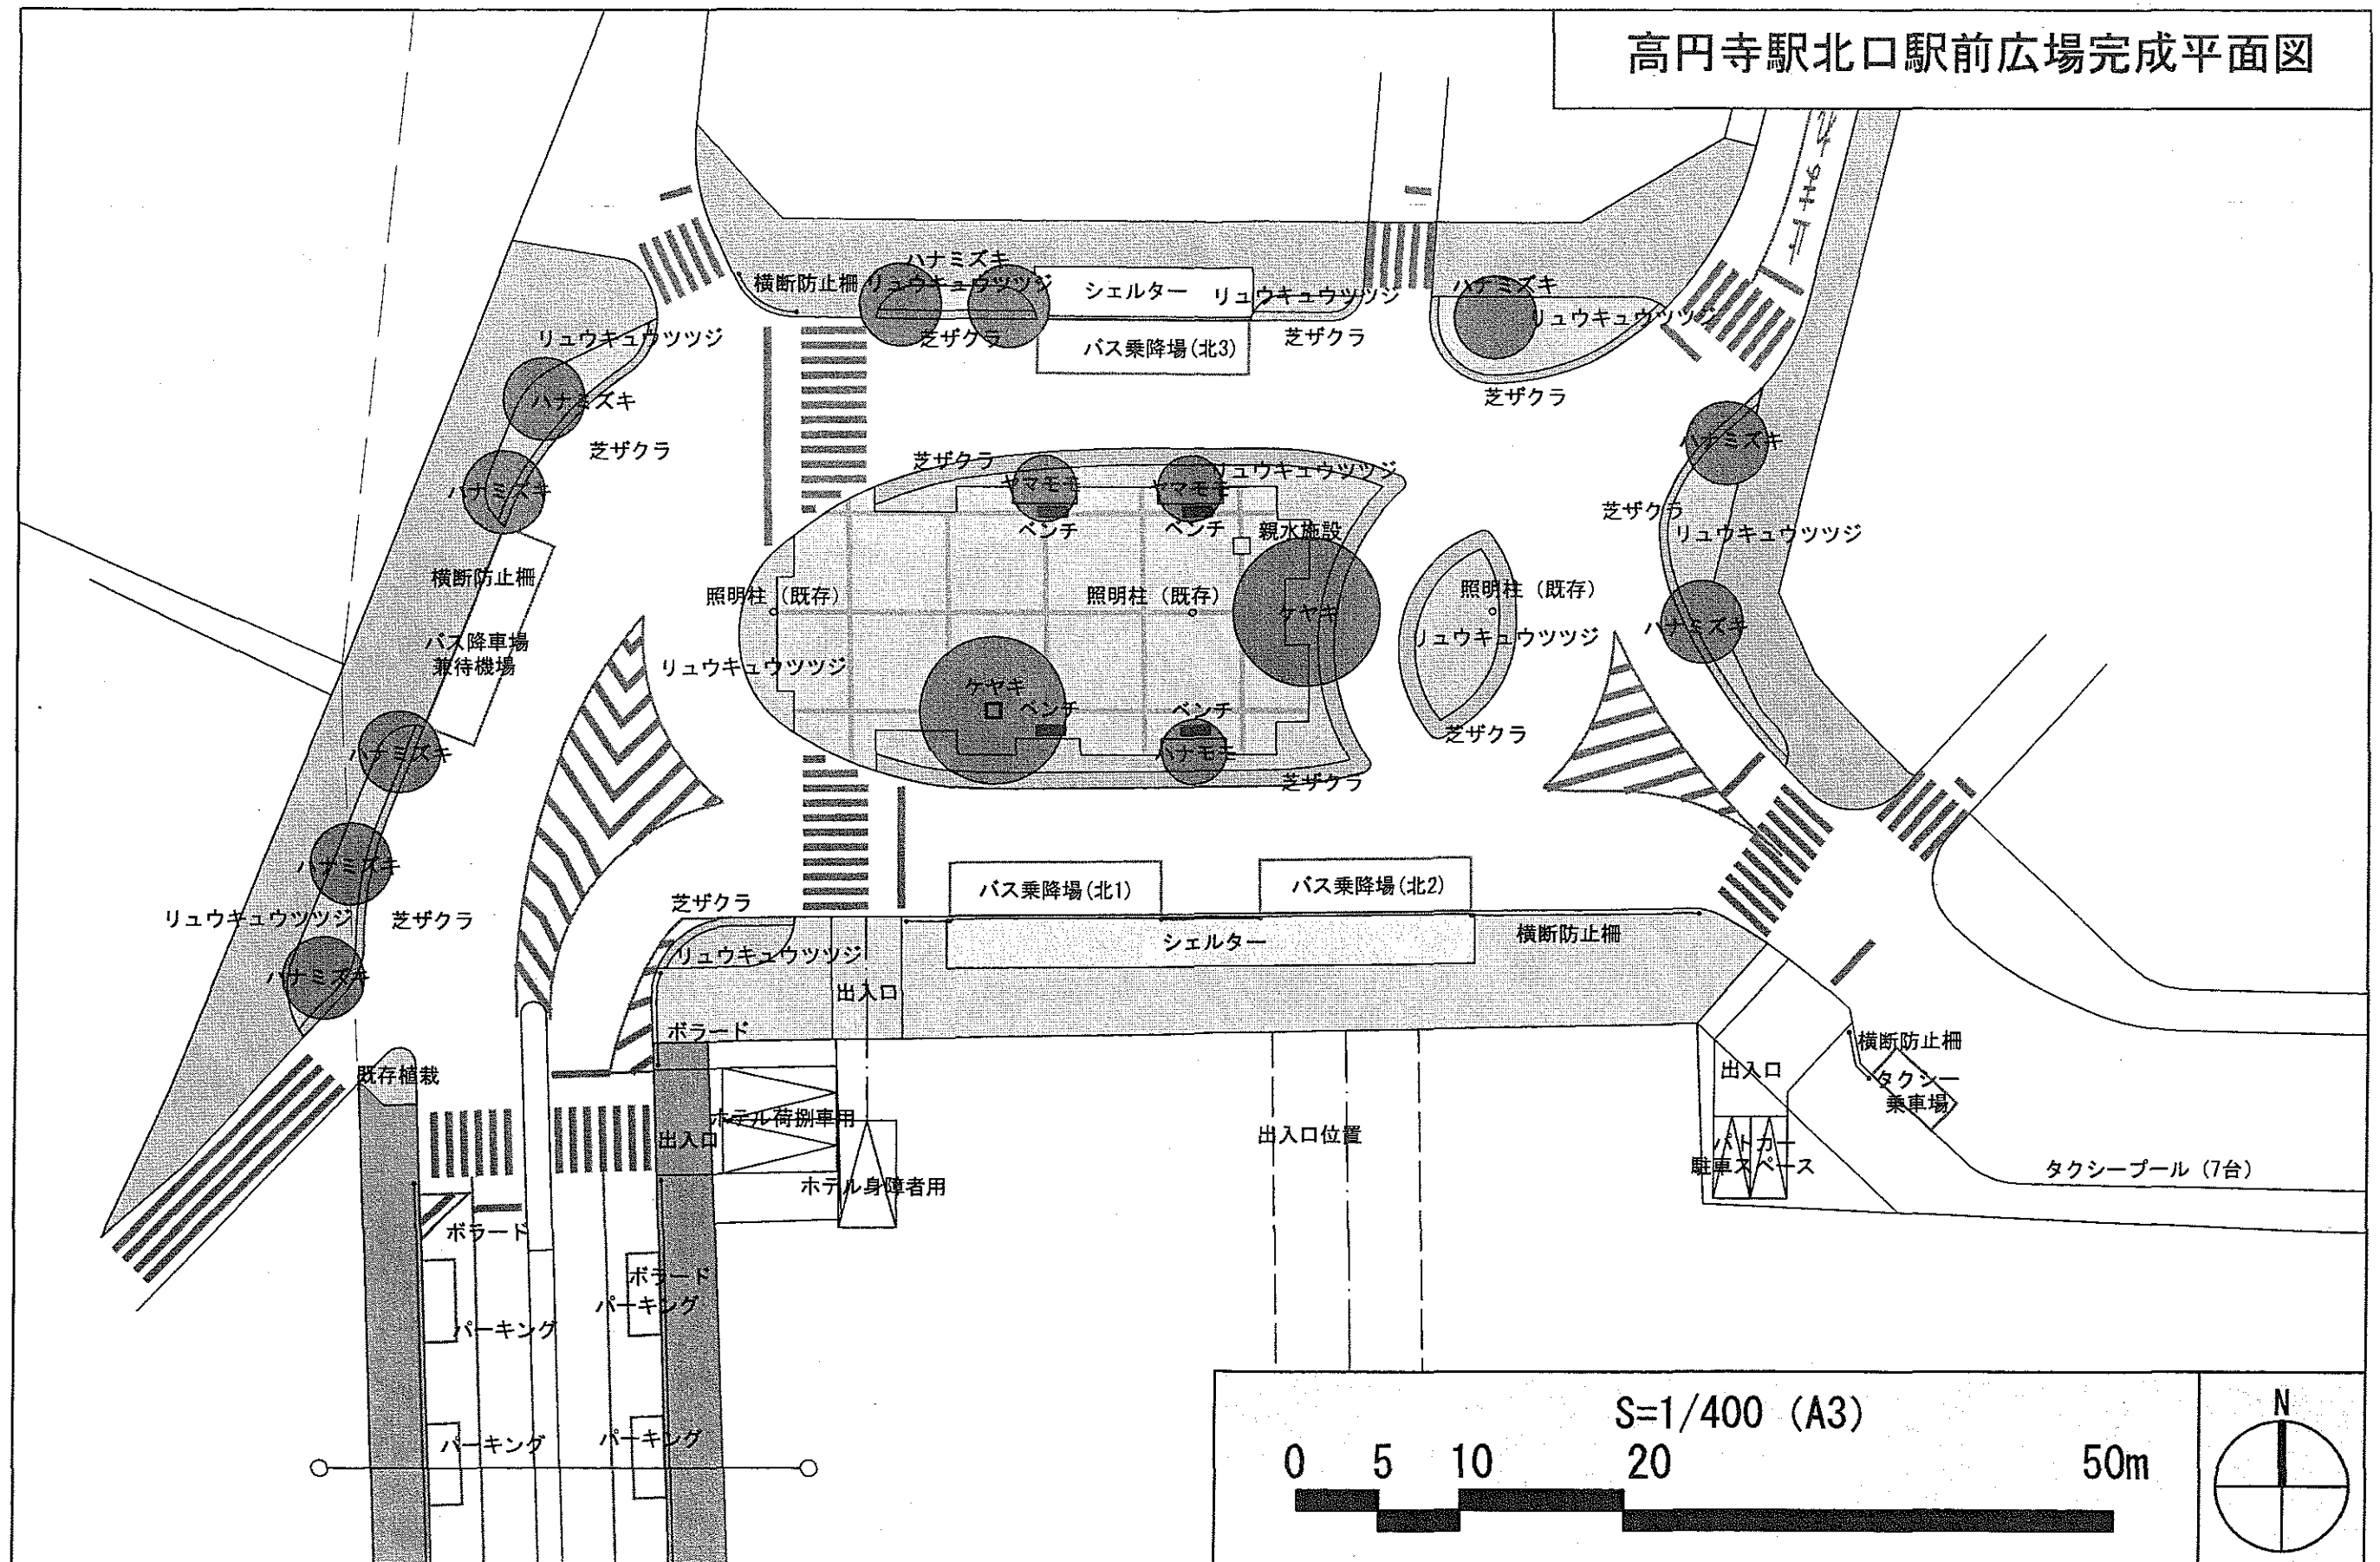 高円寺駅北口駅前広場完成平面図
ハナミズキ
横断防止柵
リュウキュウツツジ
シェルター
リュウキュウツツジ
ハナミズキ
リュウキュウツツジ
リュウキュウツツジ
芝ザクラ
バス乗降場(北3)
芝ザクラ
ハナミズキ
芝ザクラ
芝ザクラ
ハナミズキ
芝ザクラ
ヤマモモ
ヤマモモ
リュウキュウツツジ
ハナミズキ
ベンチ
ベンチ
親水施設
芝ザクラ
リュウキュウツツジ
横断防止柵
照明柱(既存)
照明柱(既存)
照明柱(既存)
ケヤキ
バス降車場
兼待機場
リュウキュウツツジ
リュウキュウツツジ
ハナミズキ
ケヤキ
ベンチ
ベンチ
ハナミズキ
ハナモモ
芝ザクラ
芝ザクラ
ハナミズキ
バス乗降場(北1)
バス乗降場(北2)
リュウキュウツツジ
芝ザクラ
芝ザクラ
シェルター
横断防止柵
リュウキュウツツジ
ハナミズキ
出入口
ボラード
横断防止柵
既存植栽
出入口
タクシー
乗車場
ホテル荷捌車用
出入口
出入口位置
パトカー
駐車スペース
タクシープール(7台)
ホテル身障者用
ボラード
ボラード
パーキング
パーキング
パーキング
パーキング
S=1/400 (A3)
0 5 10 20 50m
N